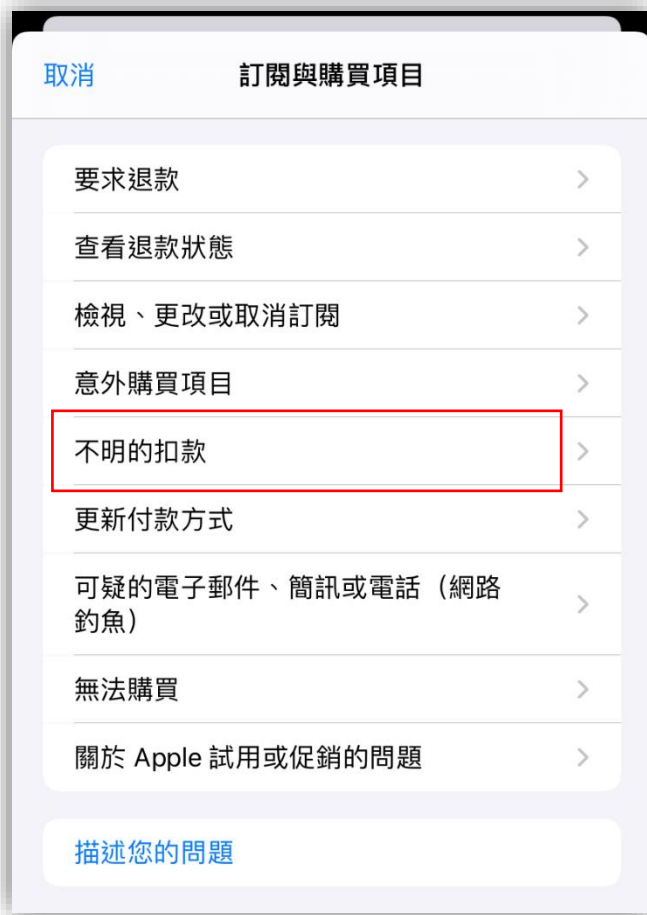 取消
訂閱與購買項目
要求退款
查看退款狀態
檢視、更改或取消訂閱
意外購買項目
不明的扣款
更新付款方式
可疑的電子郵件、簡訊或電話（網路
釣魚）
無法購買
關於 Apple 試用或促銷的問題
描述您的問題